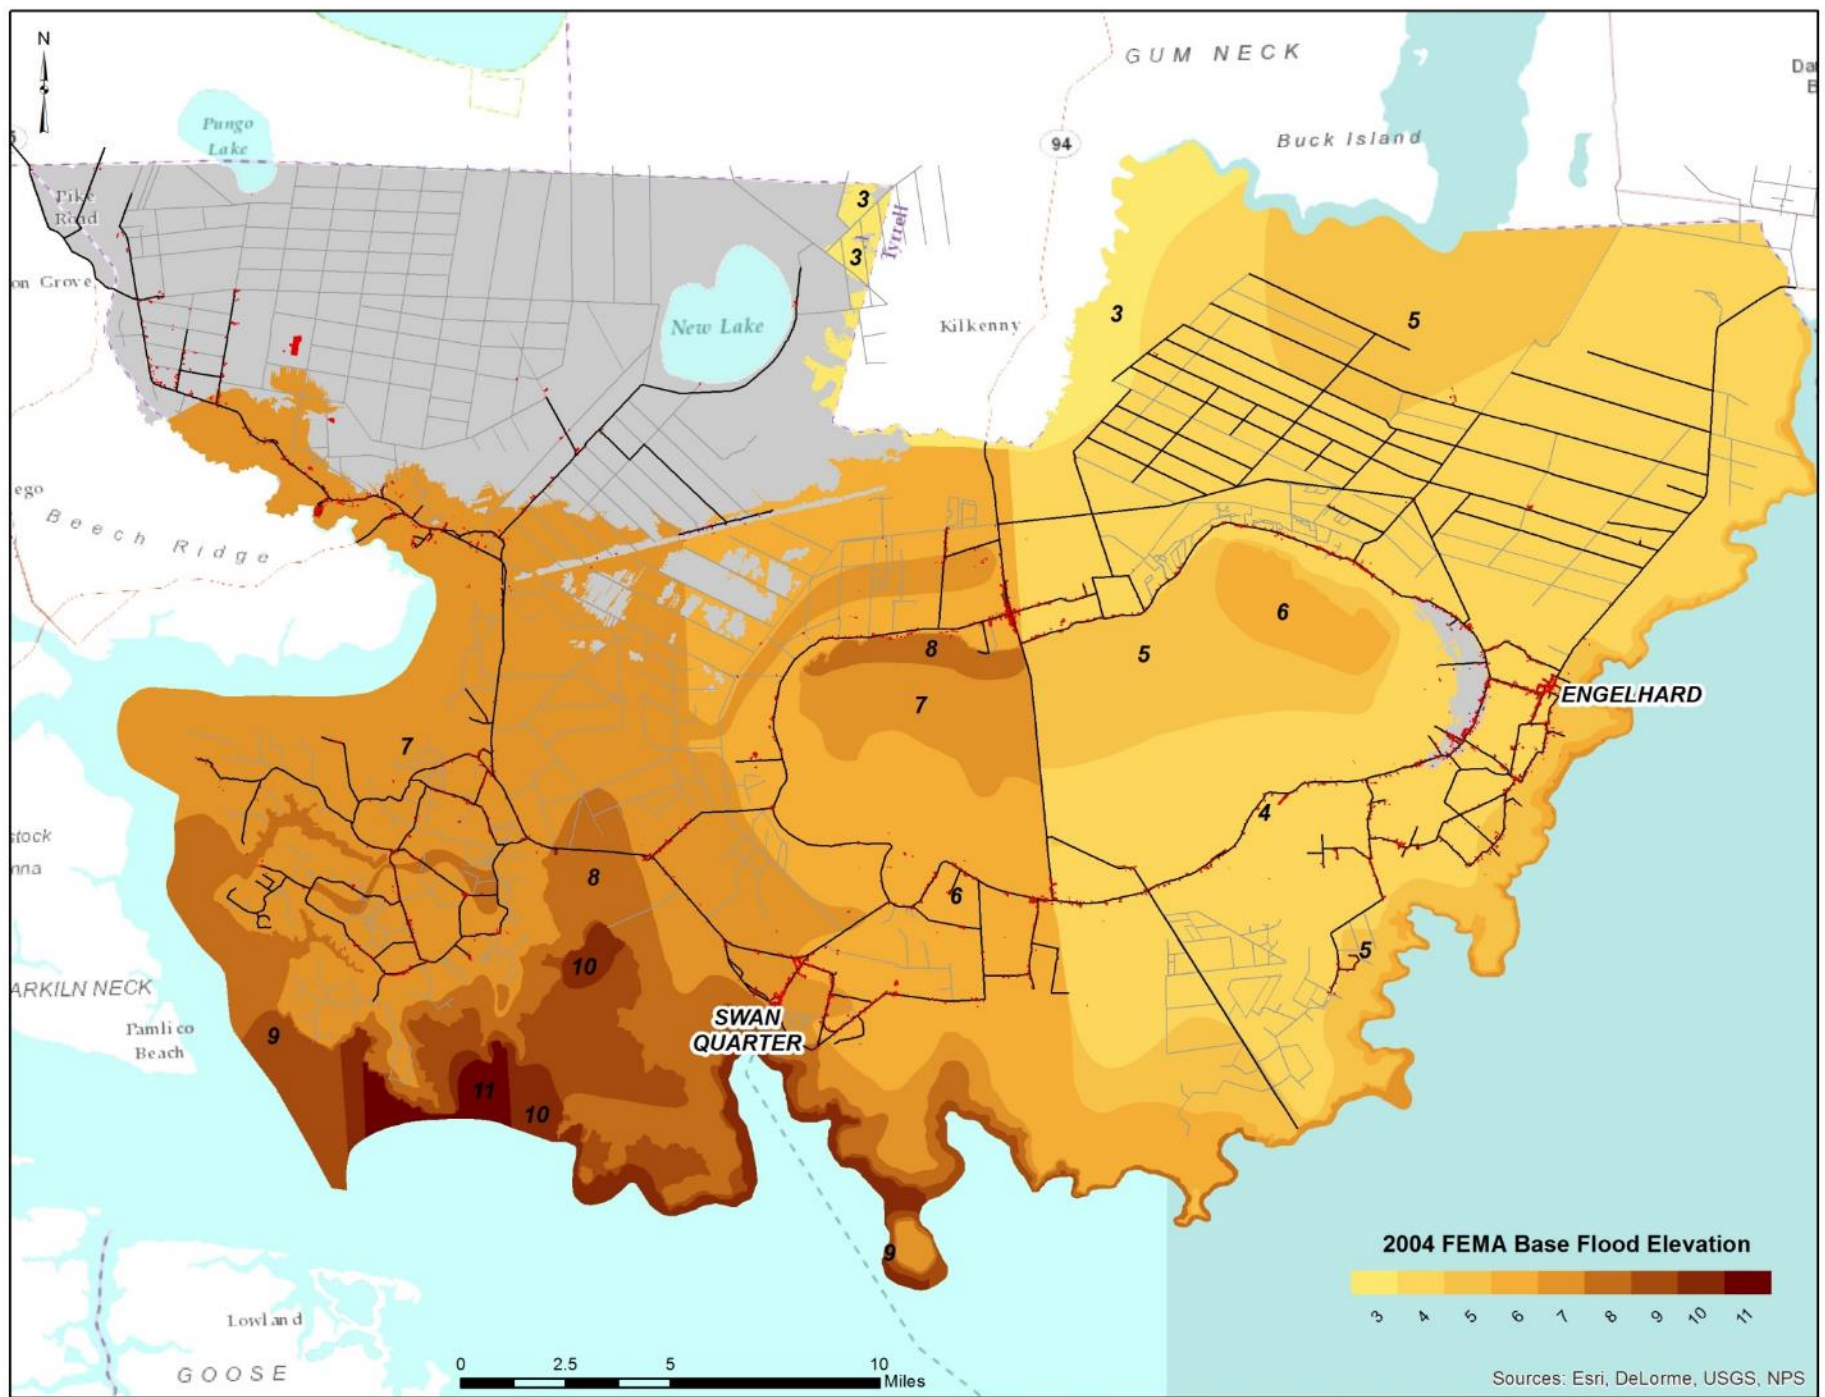 N
GUM NECK
Da
B
Pungo
Lake
94
Buck Island
Pike
Road
3
Tyrrell
3
on Grove
New Lake
Kilkenny
3
5
ego
Beech Ridge
6
8
5
7
ENGELHARD
7
4
stock
nna
8
6
5
10
ARKILN NECK
SWAN
QUARTER
Pamlico
Beach
9
11
10
9
2004 FEMA Base Flood Elevation
3 4 5 6 7 8 9 10 11
Lowland
GOOSE
0 2.5 5 10
Miles
Sources: Esri, DeLorme, USGS, NPS